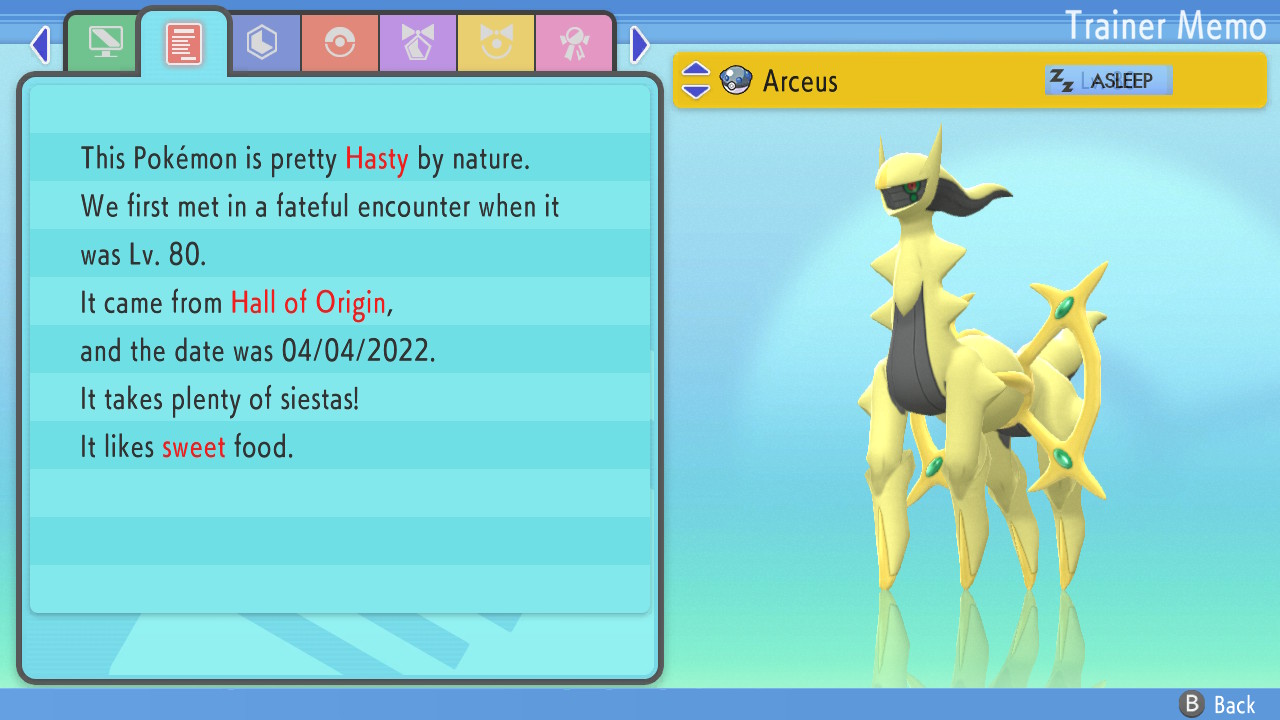 Trainer Memo
Arceus
ASLEEP
This Pokémon is pretty Hasty by nature.
We first met in a fateful encounter when it
was Lv. 80.
It came from Hall of Origin,
and the date was 04/04/2022.
It takes plenty of siestas!
It likes sweet food.
B Back